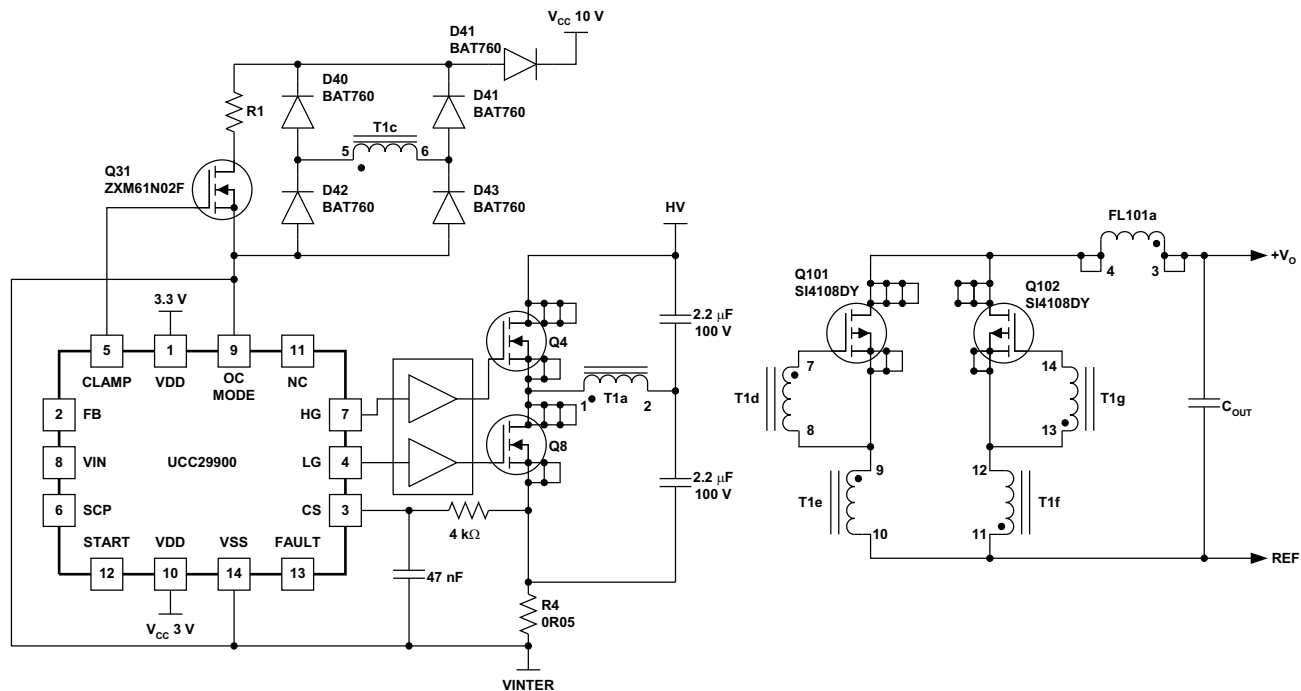 V_CC 10 V
D41
BAT760
D40
BAT760
D41
BAT760
R1
T1c
5
6
Q31
ZXM61N02F
D42
BAT760
D43
BAT760
HV
FL101a
4
3
+V_O
Q101
SI4108DY
Q102
SI4108DY
3.3 V
2.2 µF
100 V
Q4
5
1
9
11
CLAMP
VDD
OC
MODE
NC
7
14
T1d
T1g
8
13
C_OUT
2
FB
HG
7
1
T1a
2
8
VIN
UCC29900
LG
4
Q8
2.2 µF
100 V
9
12
T1e
T1f
10
11
6
SCP
CS
3
4 kΩ
START
VDD
VSS
FAULT
12
10
14
13
47 nF
REF
V_CC 3 V
R4
0R05
VINTER